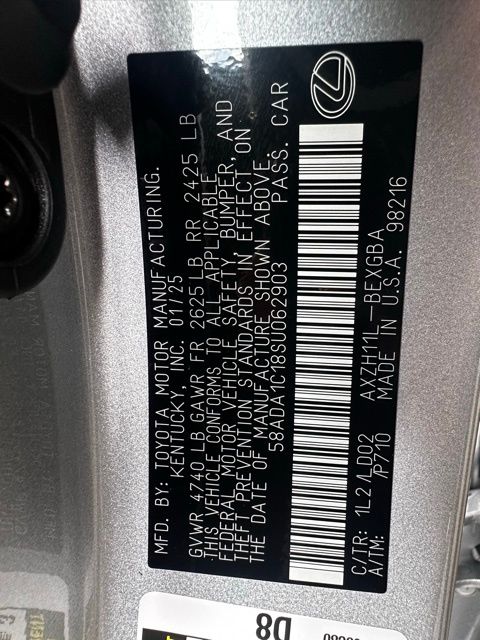 MFD. BY: TOYOTA MOTOR MANUFACTURING.
KENTUCKY, INC. 01/25
GVWR 4740 LB GAWR FR 2625 LB RR 2425 LB
THIS VEHICLE CONFORMS TO ALL APPLICABLE
FEDERAL MOTOR VEHICLE SAFETY, BUMPER, AND
THEFT PREVENTION STANDARDS IN EFFECT ON
THE DATE OF MANUFACTURE SHOWN ABOVE.
58ADA1C18SU062903 PASS. CAR
C/TR: 1L2 /LD02 AXZH11L-BEXGBA
A/TM: /P710 MADE IN U.S.A. 98216
D8